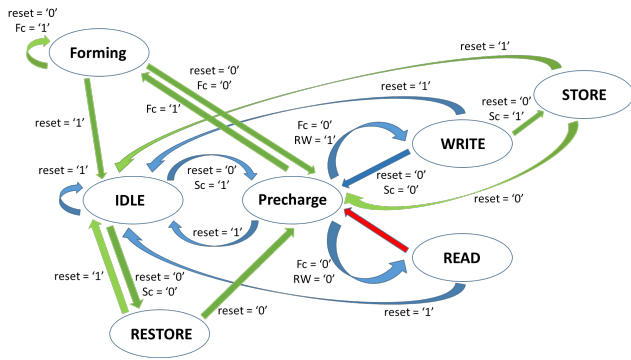 reset = ‘0’
Fc = ‘1’
Forming
reset = ‘1’
reset = ‘0’
Fc = ‘0’
Fc = ‘1’
reset = ‘1’
reset = ‘1’
STORE
reset = ‘0’
Sc = ‘1’
Fc = ‘0’
RW = ‘1’
WRITE
reset = ‘1’
reset = ‘1’
IDLE
reset = ‘0’
Sc = ‘1’
Precharge
reset = ‘0’
Sc = ‘0’
reset = ‘0’
reset = ‘1’
Fc = ‘0’
RW = ‘0’
READ
reset = ‘1’
reset = ‘0’
Sc = ‘0’
reset = ‘0’
reset = ‘1’
RESTORE